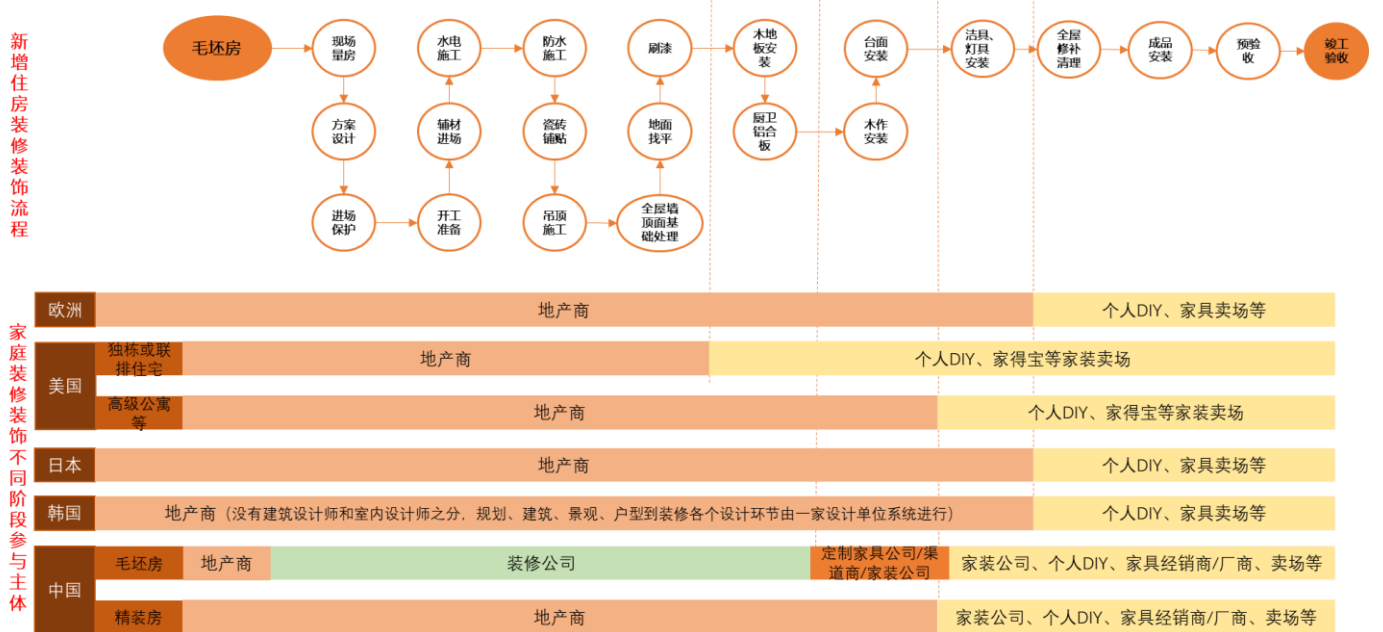 新增住房装修装饰流程
毛坯房
现场
量房
方案
设计
进场
保护
开工
准备
辅材
进场
水电
施工
防水
施工
瓷砖
铺贴
吊顶
施工
全屋墙
顶面基
础处理
地面
找平
刷漆
木地
板安
装
厨卫
铝合
板
木作
安装
台面
安装
洁具、
灯具
安装
全屋
修补
清理
成品
安装
预验
收
竣工
验收
家庭装修装饰不同阶段参与主体
欧洲
地产商
个人DIY、家具卖场等
美国
独栋或联
排住宅
地产商
个人DIY、家得宝等家装卖场
高级公寓
等
地产商
个人DIY、家得宝等家装卖场
日本
地产商
个人DIY、家具卖场等
韩国
地产商（没有建筑设计师和室内设计师之分，规划、建筑、景观、户型到装修各个设计环节由一家设计单位系统进行）
个人DIY、家具卖场等
中国
毛坯房
地产商
装修公司
定制家具公司/渠
道商/家装公司
家装公司、个人DIY、家具经销商/厂商、卖场等
精装房
地产商
家装公司、个人DIY、家具经销商/厂商、卖场等